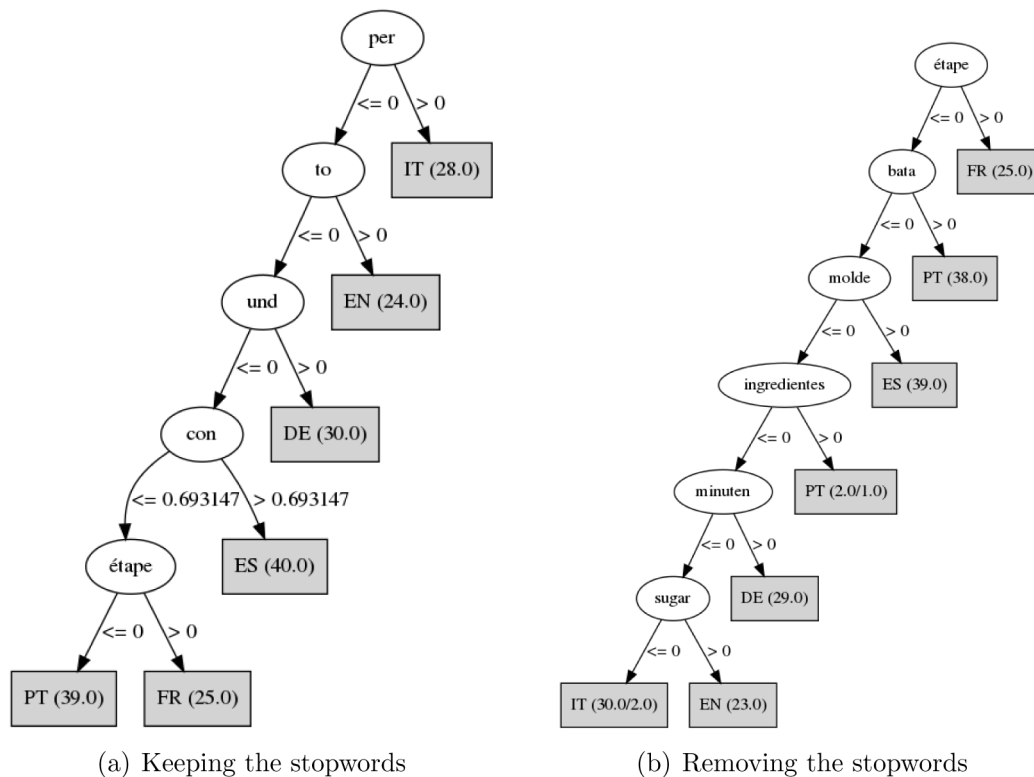 per
<= 0
> 0
to
IT (28.0)
<= 0
> 0
und
EN (24.0)
<= 0
> 0
con
DE (30.0)
<= 0.693147
> 0.693147
étape
ES (40.0)
<= 0
> 0
PT (39.0)
FR (25.0)
(a) Keeping the stopwords
étape
<= 0
> 0
bata
FR (25.0)
<= 0
> 0
molde
PT (38.0)
<= 0
> 0
ingredientes
ES (39.0)
<= 0
> 0
minuten
PT (2.0/1.0)
<= 0
> 0
sugar
DE (29.0)
<= 0
> 0
IT (30.0/2.0)
EN (23.0)
(b) Removing the stopwords